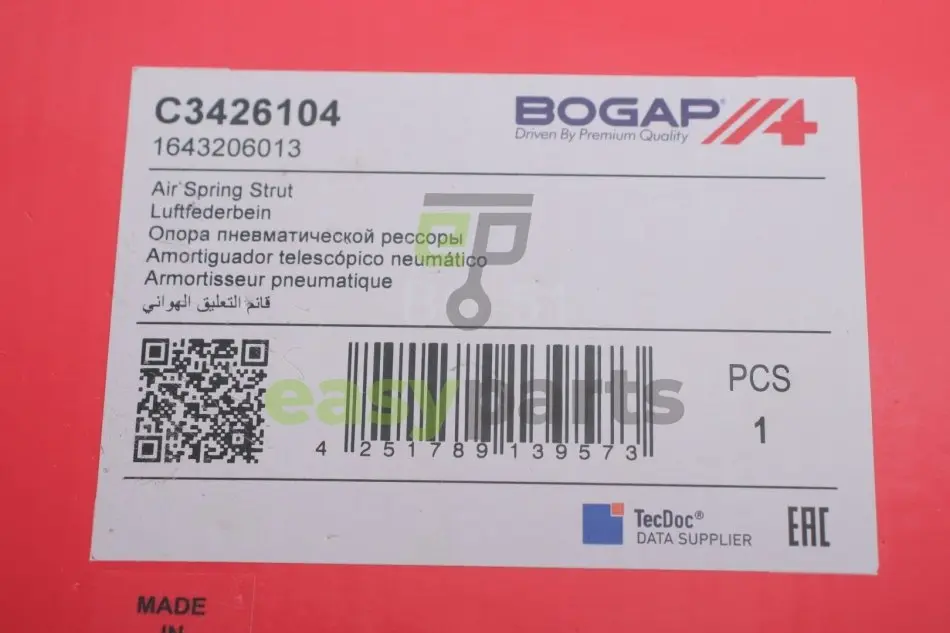 C3426104
1643206013
BOGAP
Driven By Premium Quality
Air Spring Strut
Luftfederbein
Опора пневматической рессоры
Amortiguador telescópico neumático
Armortisseur pneumatique
قائم التعليق الهوائي
easyparts
4 251789 139573
PCS
1
TecDoc®
DATA SUPPLIER
EAC
MADE
IN